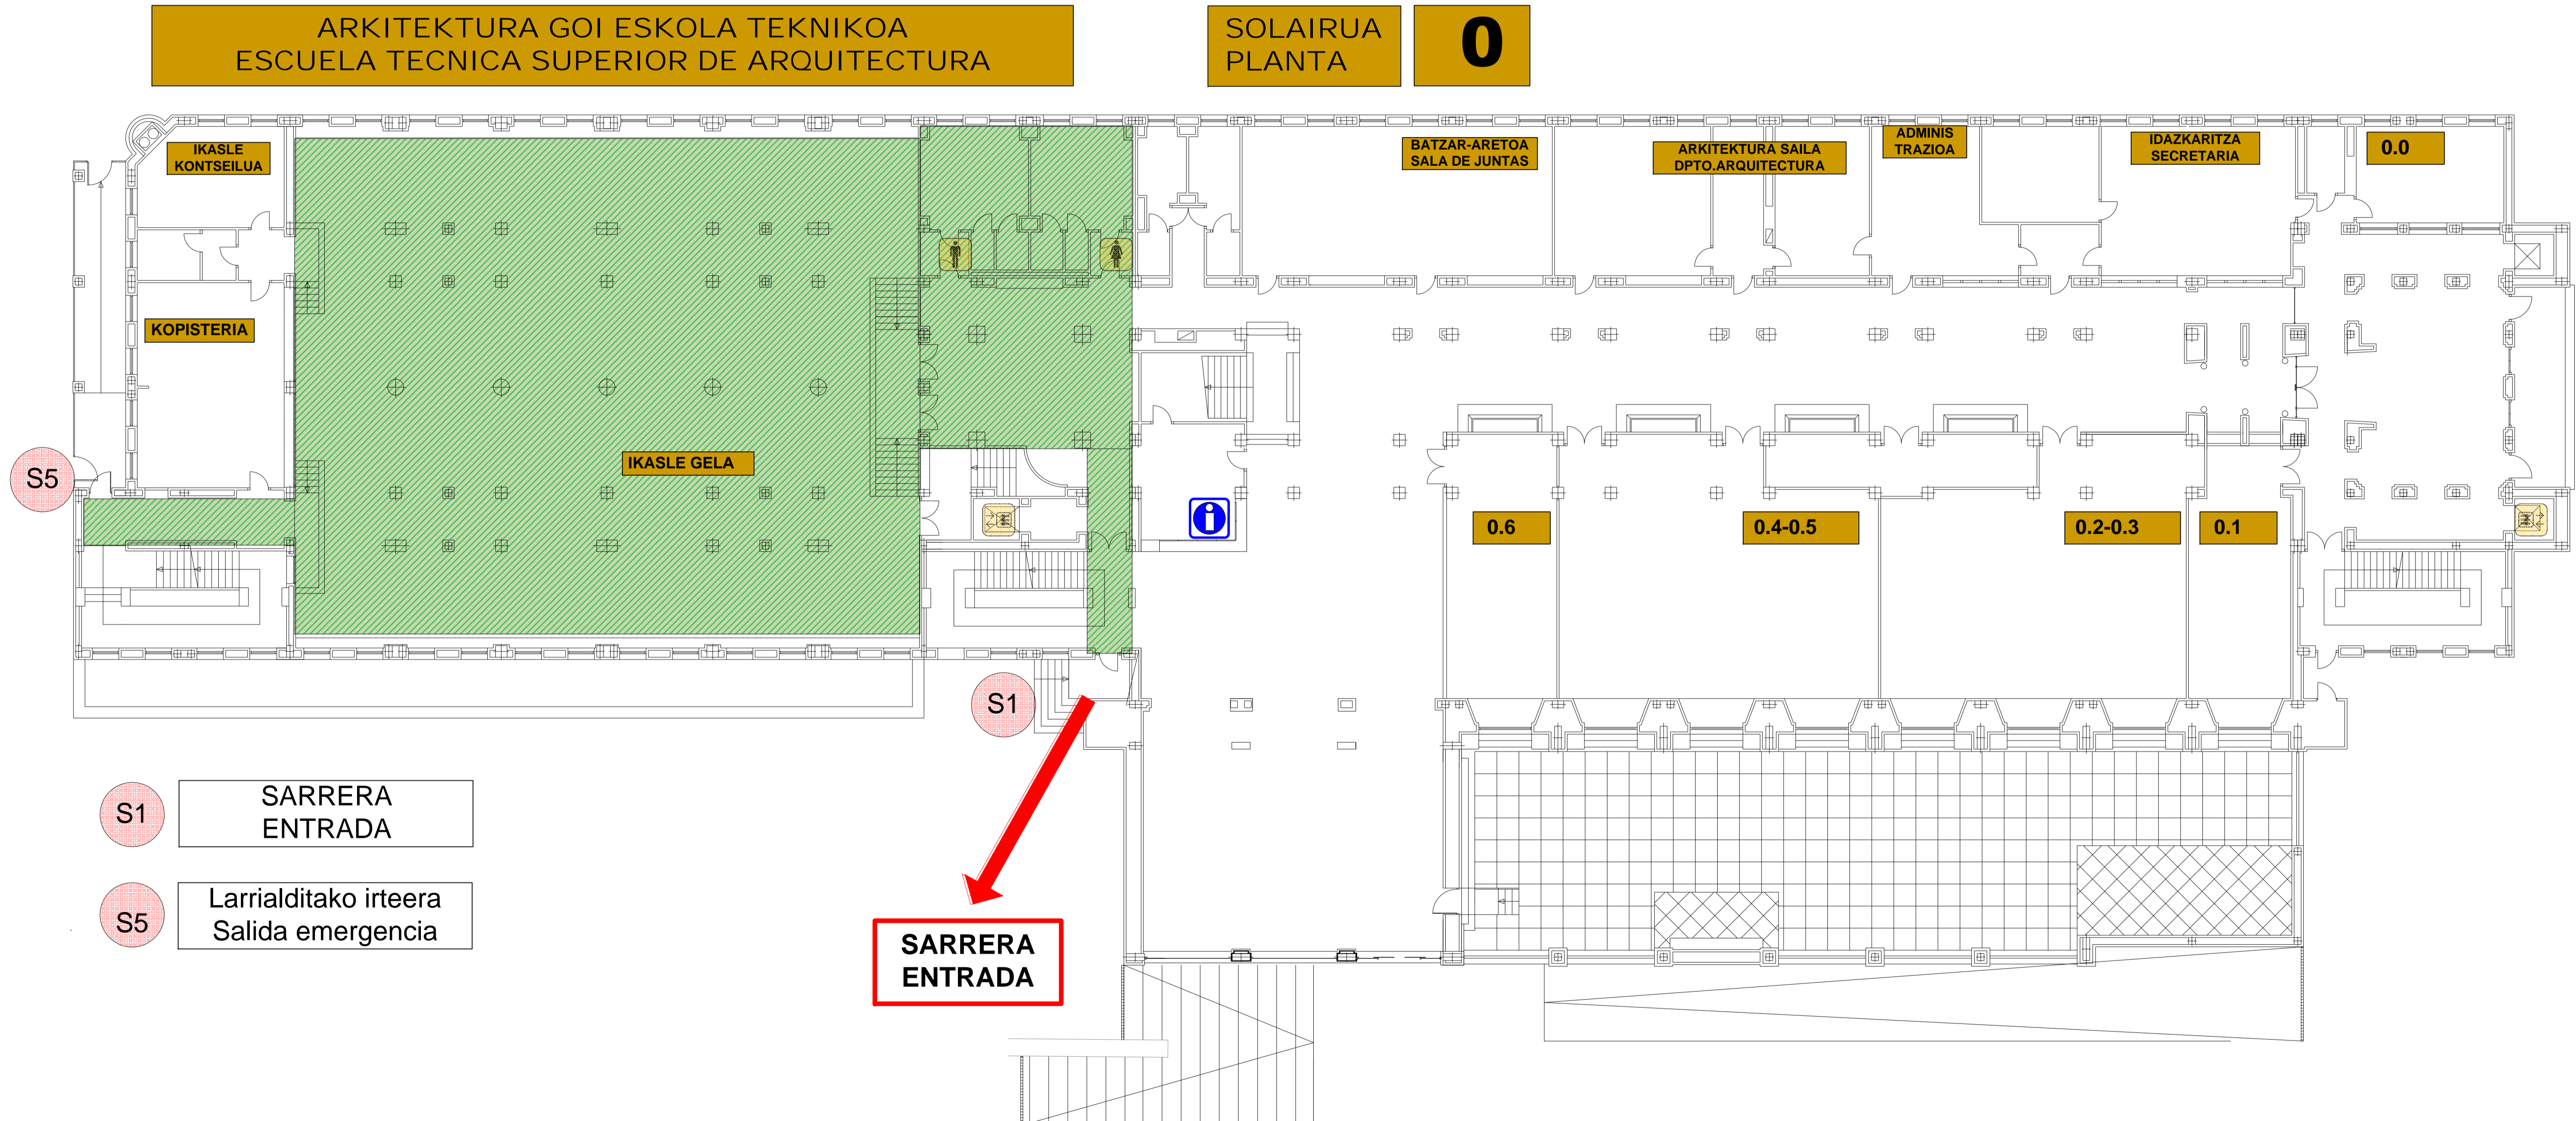 ARKITEKTURA GOI ESKOLA TEKNIKOA
ESCUELA TECNICA SUPERIOR DE ARQUITECTURA
SOLAIRUA
PLANTA
0
IKASLE
KONTSEILUA
BATZAR-ARETOA
SALA DE JUNTAS
ARKITEKTURA SAILA
DPTO.ARQUITECTURA
ADMINIS
TRAZIOA
IDAZKARITZA
SECRETARIA
0.0
KOPISTERIA
S5
IKASLE GELA
i
0.6
0.4-0.5
0.2-0.3
0.1
S1
S1
SARRERA
ENTRADA
S5
Larrialditako irteera
Salida emergencia
SARRERA
ENTRADA